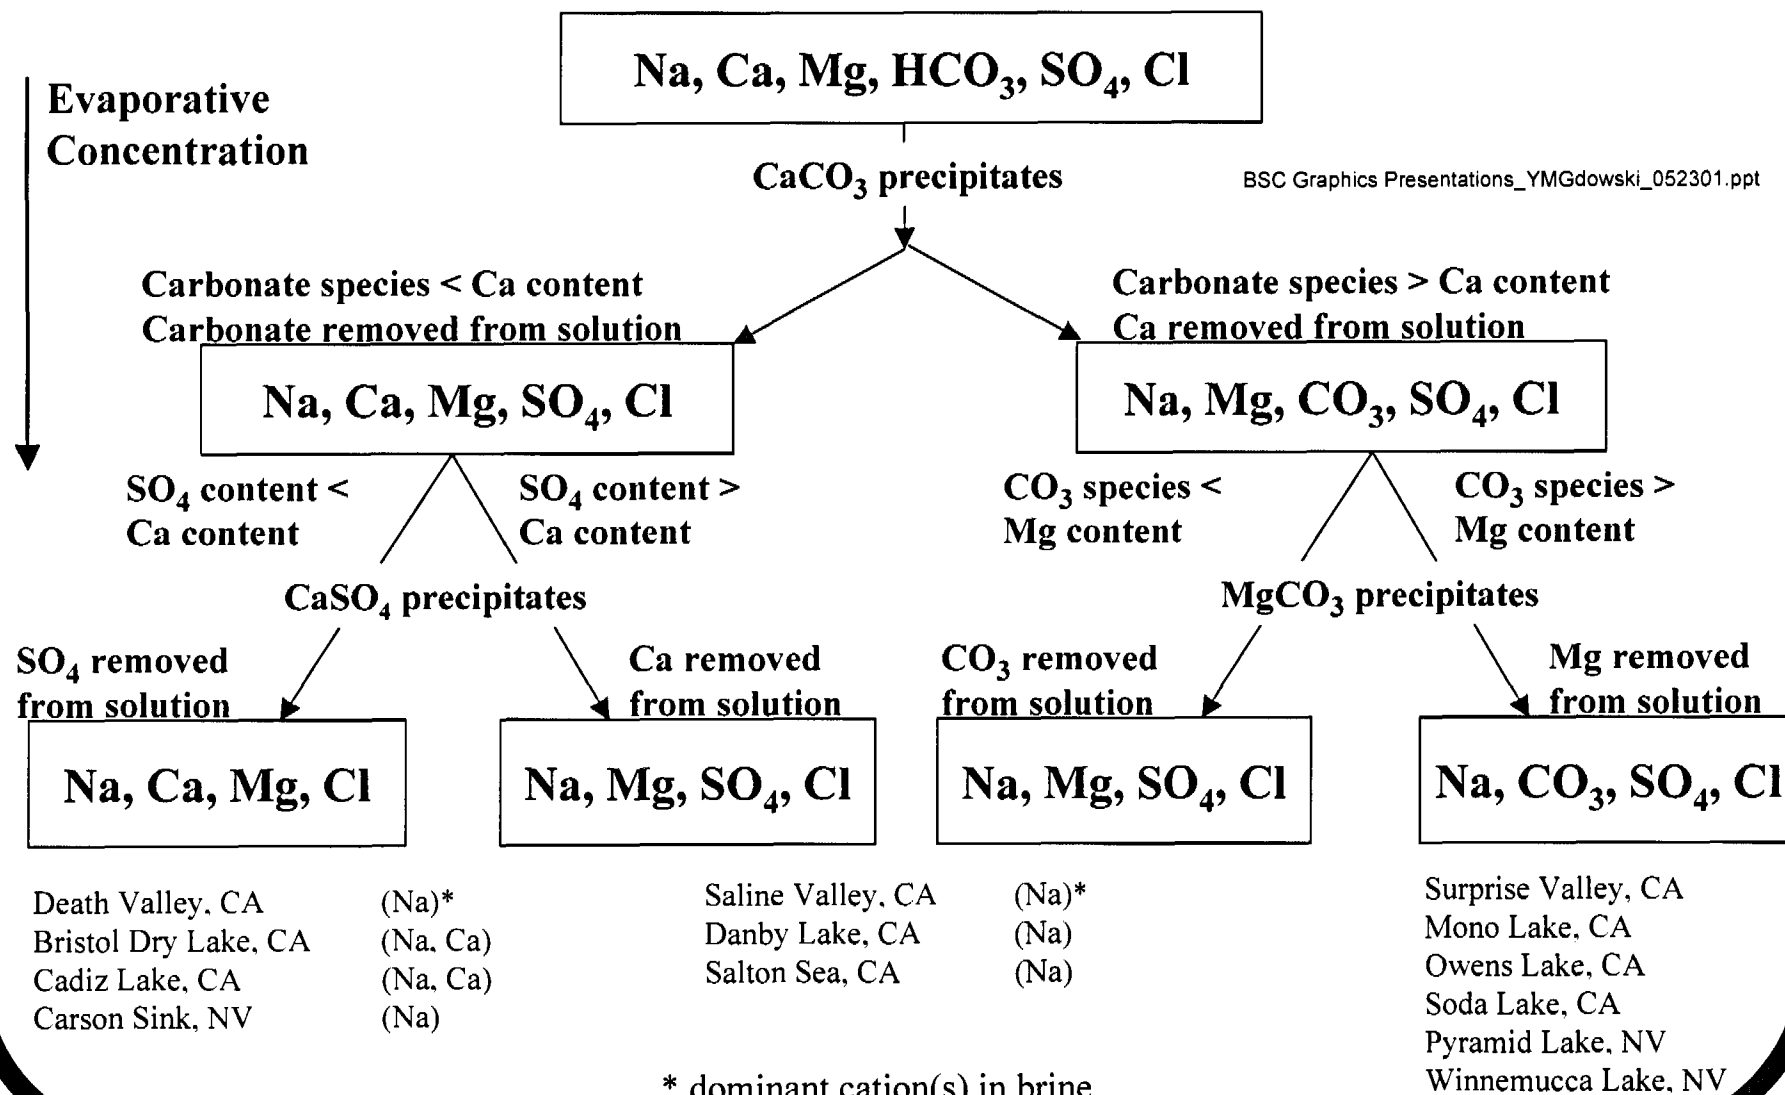 Na, Ca, Mg, HCO₃, SO₄, Cl
Evaporative
Concentration
CaCO₃ precipitates
BSC Graphics Presentations_YMGdowski_052301.ppt
Carbonate species < Ca content
Carbonate removed from solution
Carbonate species > Ca content
Ca removed from solution
Na, Ca, Mg, SO₄, Cl
Na, Mg, CO₃, SO₄, Cl
SO₄ content <
Ca content
SO₄ content >
Ca content
CO₃ species <
Mg content
CO₃ species >
Mg content
CaSO₄ precipitates
MgCO₃ precipitates
SO₄ removed
from solution
Ca removed
from solution
CO₃ removed
from solution
Mg removed
from solution
Na, Ca, Mg, Cl
Na, Mg, SO₄, Cl
Na, Mg, SO₄, Cl
Na, CO₃, SO₄, Cl
Death Valley, CA (Na)*
Bristol Dry Lake, CA (Na, Ca)
Cadiz Lake, CA (Na, Ca)
Carson Sink, NV (Na)
Saline Valley, CA (Na)*
Danby Lake, CA (Na)
Salton Sea, CA (Na)
Surprise Valley, CA
Mono Lake, CA
Owens Lake, CA
Soda Lake, CA
Pyramid Lake, NV
Winnemucca Lake, NV
* dominant cation(s) in brine